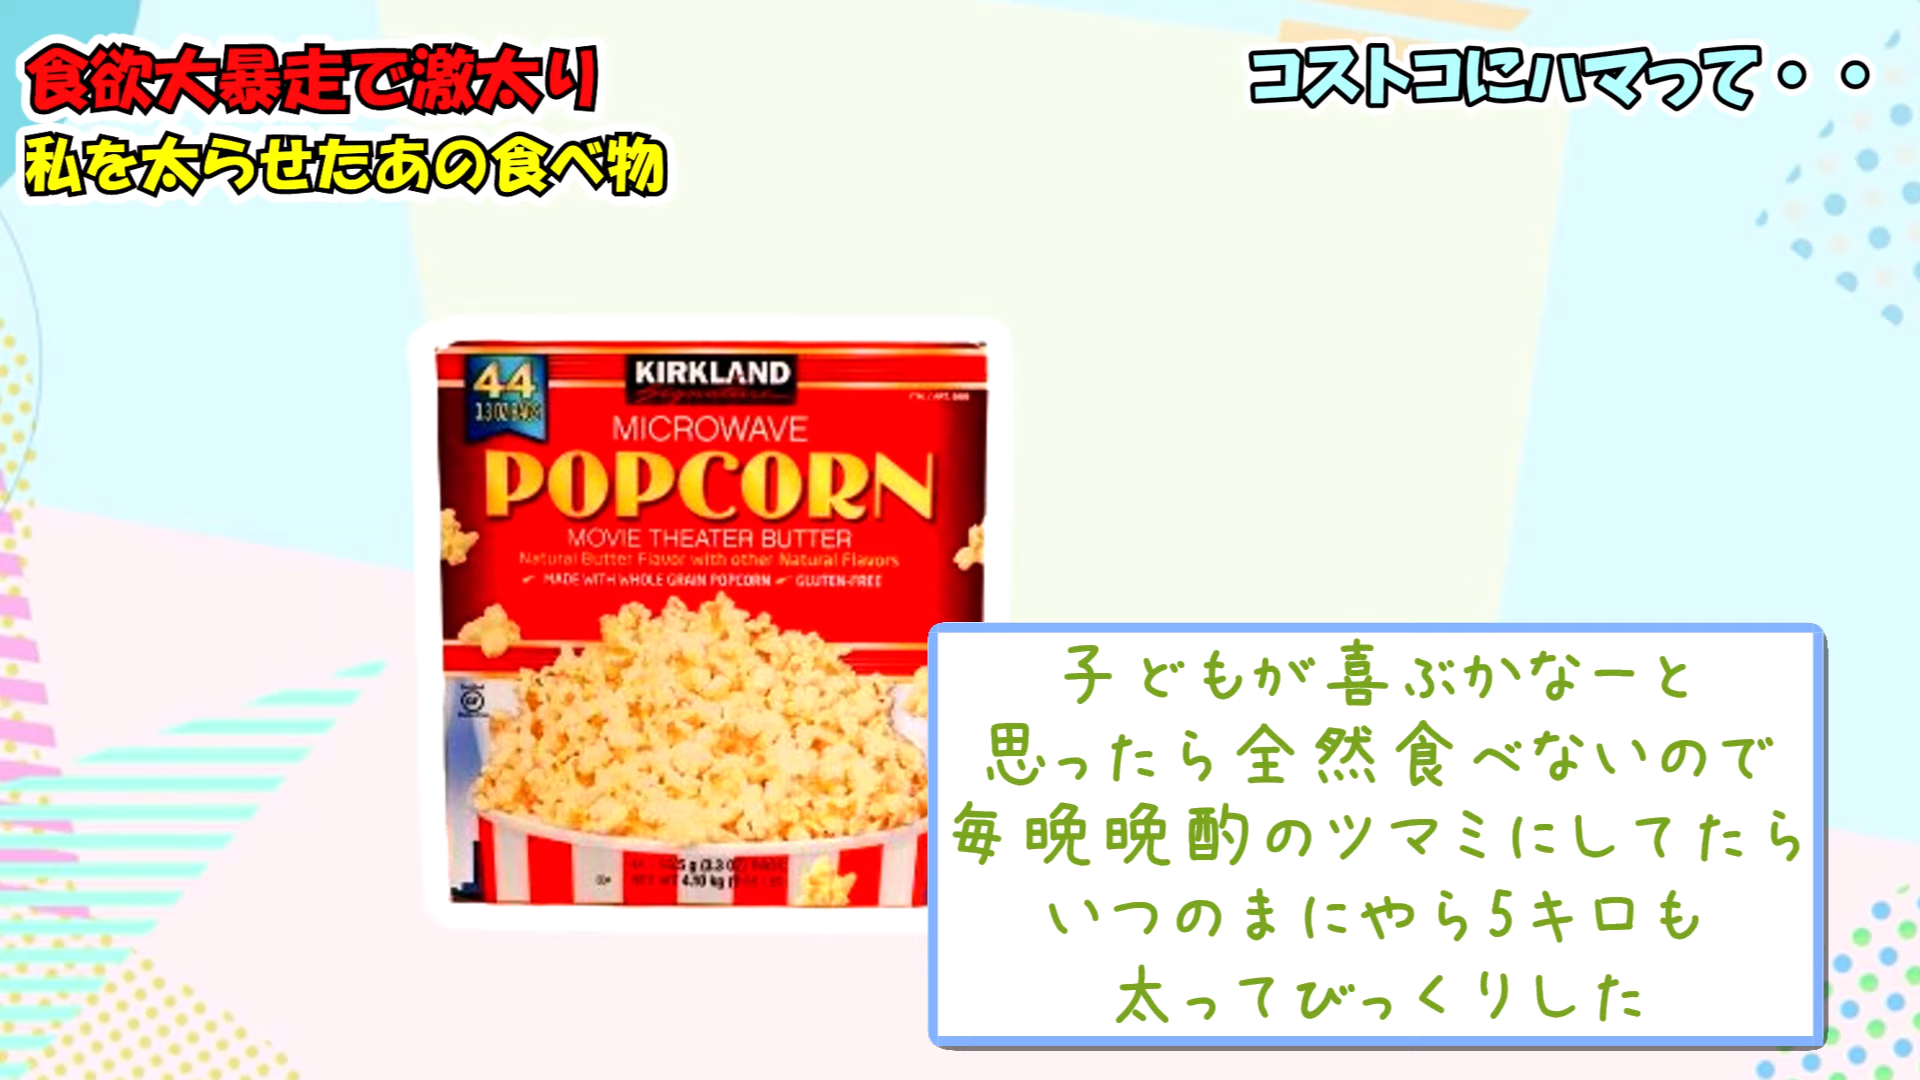 食欲大暴走で激太り
私を太らせたあの食べ物
コストコにハマって・・
44
3.3 OZ BAGS
KIRKLAND
Signature
MICROWAVE
POPCORN
MOVIE THEATER BUTTER
Natural Butter Flavor with other Natural Flavors
MADE WITH WHOLE GRAIN POPCORN GLUTEN-FREE
子どもが喜ぶかなーと
思ったら全然食べないので
毎晩晩酌のツマミにしてたら
いつのまにやら5キロも
太ってびっくりした